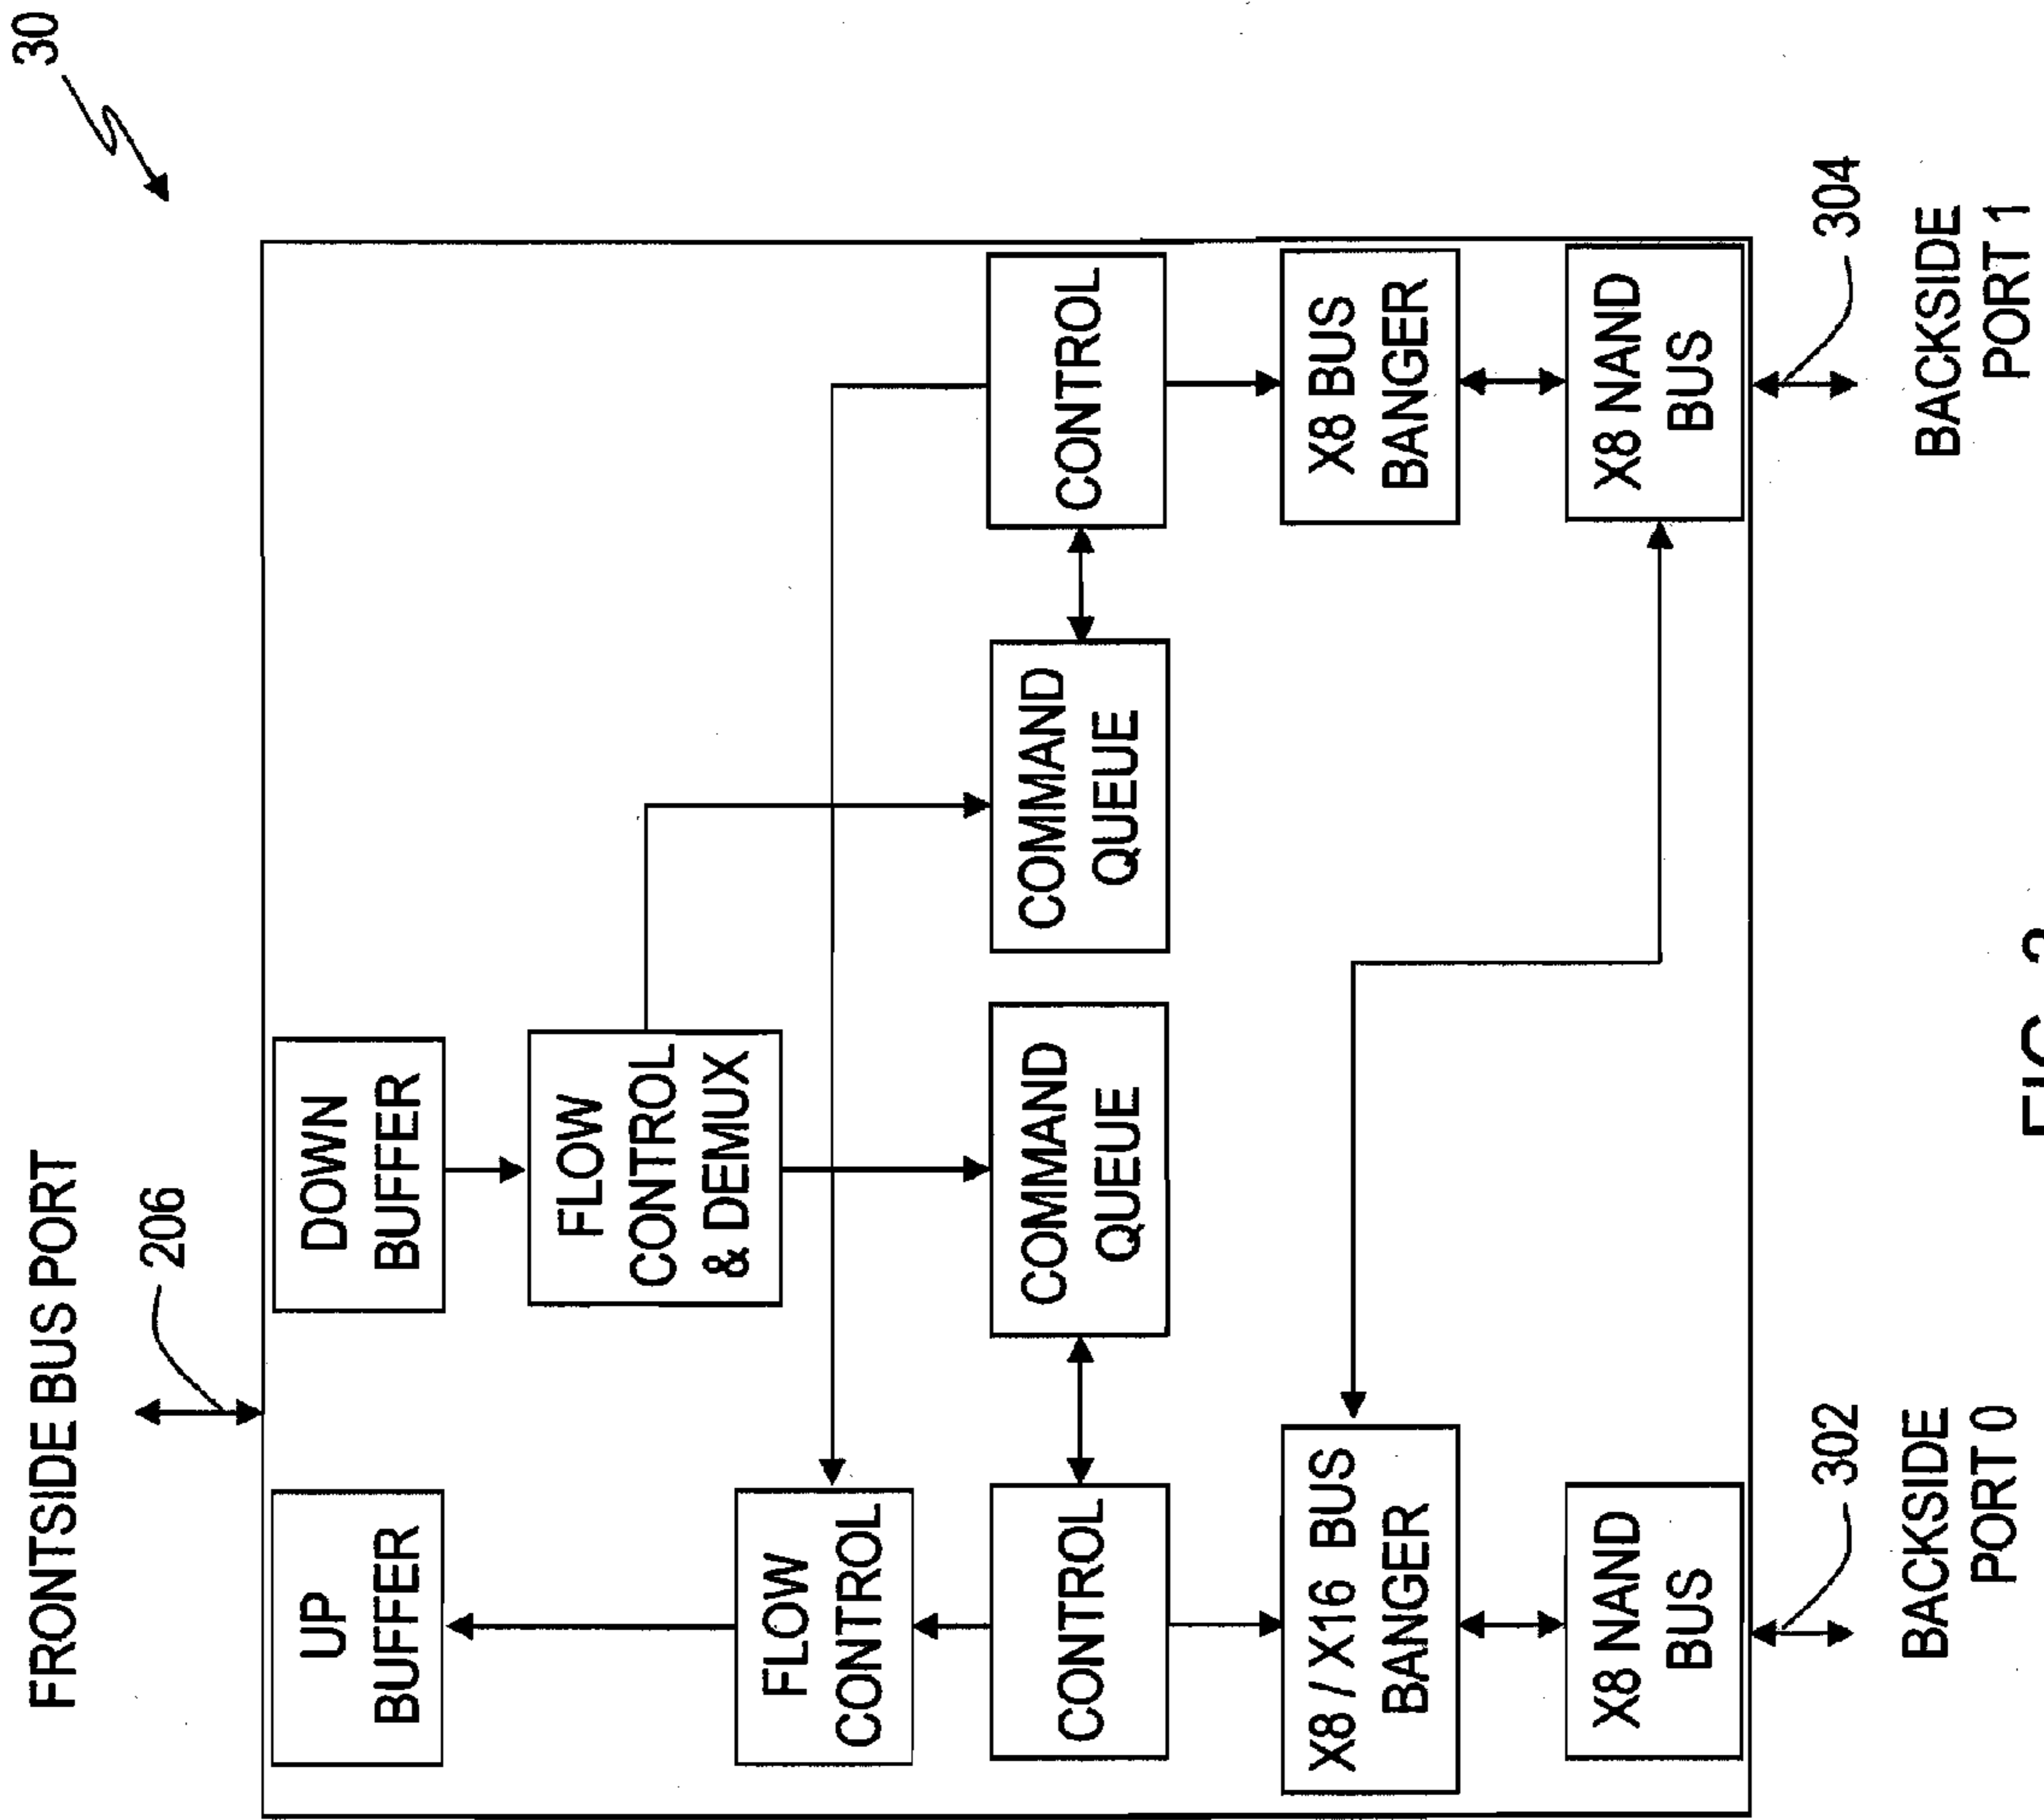 30
FRONTSIDE BUS PORT
206
UP
BUFFER
DOWN
BUFFER
FLOW
CONTROL
& DEMUX
FLOW
CONTROL
CONTROL
COMMAND
QUEUE
COMMAND
QUEUE
CONTROL
X8 / X16 BUS
BANGER
X8 BUS
BANGER
X8 NAND
BUS
X8 NAND
BUS
302
304
BACKSIDE
PORT 0
BACKSIDE
PORT 1